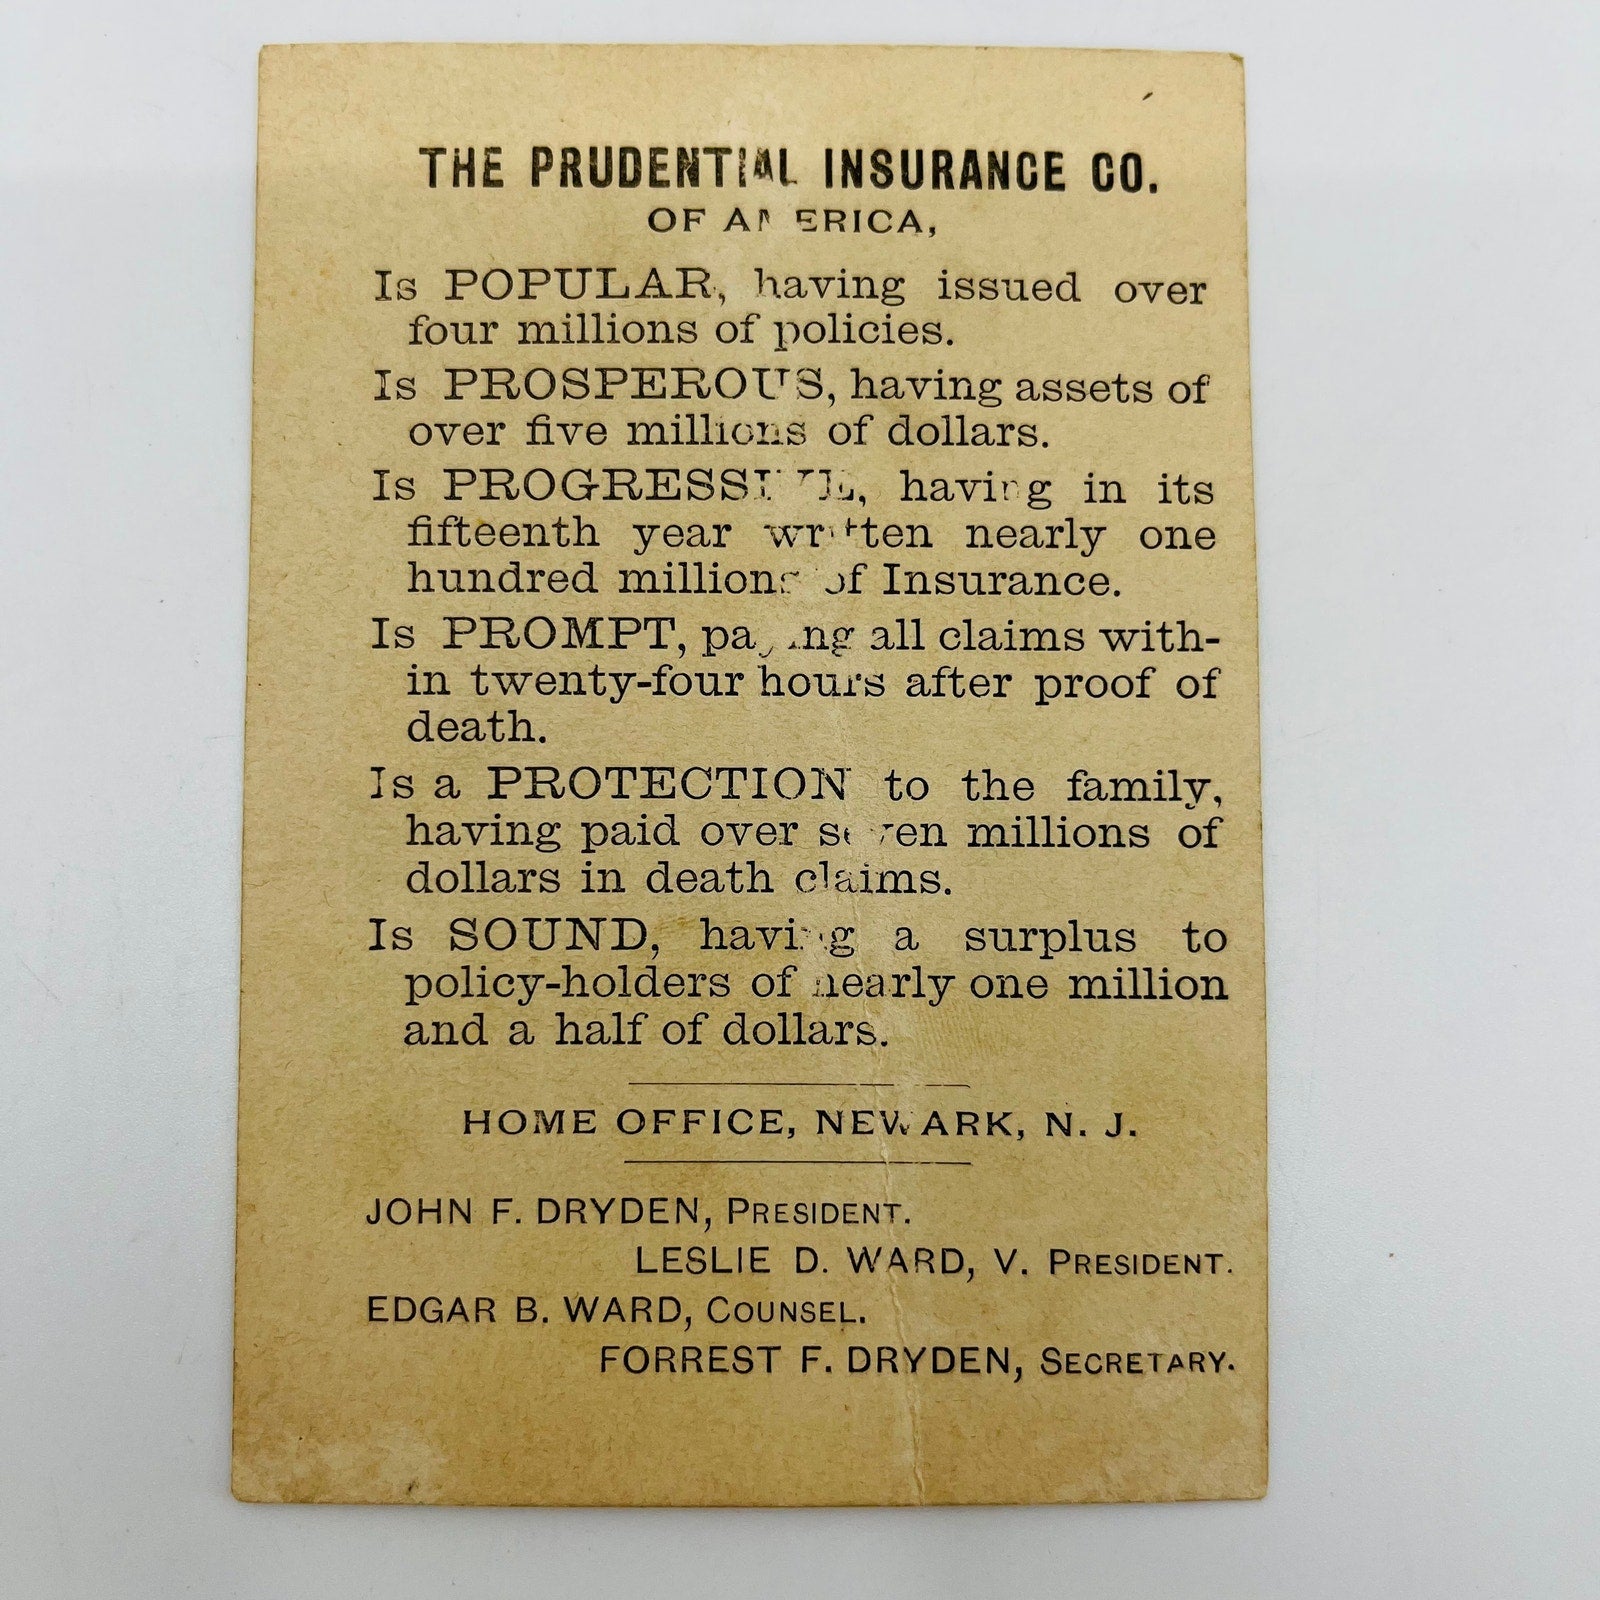 THE PRUDENTIAL INSURANCE CO.
OF AMERICA,
Is POPULAR, having issued over
four millions of policies.
Is PROSPEROUS, having assets of
over five millions of dollars.
Is PROGRESSIVE, having in its
fifteenth year written nearly one
hundred millions of Insurance.
Is PROMPT, paying all claims with-
in twenty-four hours after proof of
death.
Is a PROTECTION to the family,
having paid over seven millions of
dollars in death claims.
Is SOUND, having a surplus to
policy-holders of nearly one million
and a half of dollars.
HOME OFFICE, NEWARK, N. J.
JOHN F. DRYDEN, PRESIDENT.
LESLIE D. WARD, V. PRESIDENT.
EDGAR B. WARD, COUNSEL.
FORREST F. DRYDEN, SECRETARY.